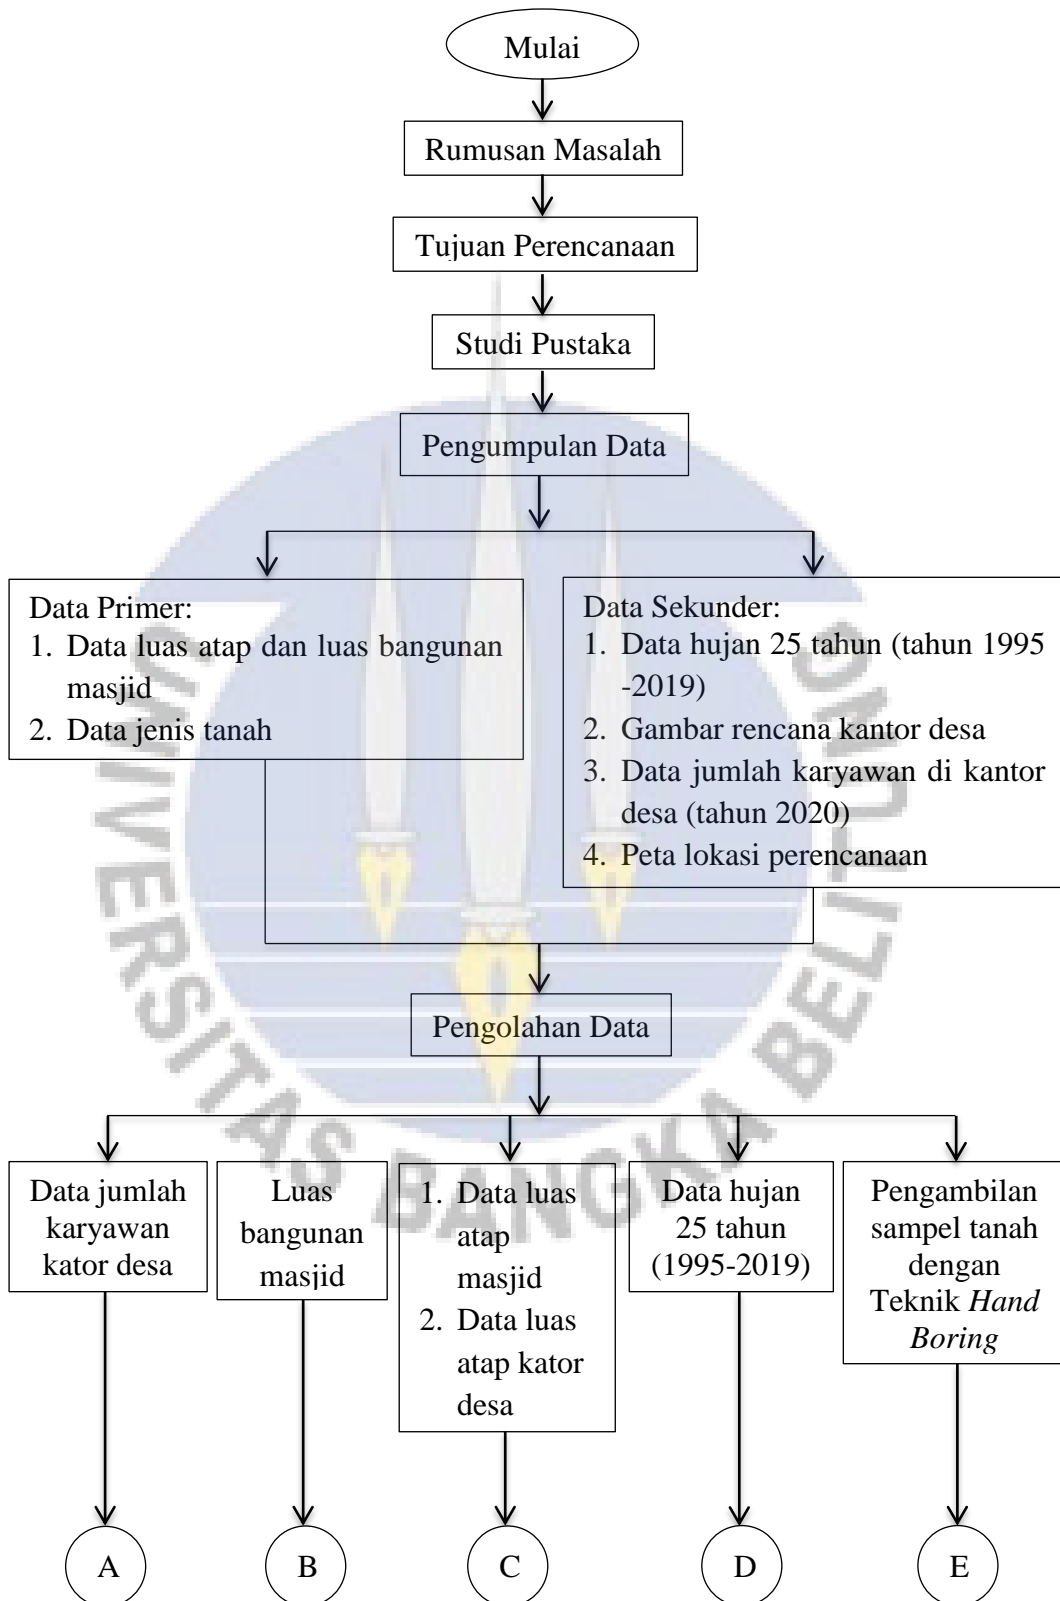 Mulai
Rumusan Masalah
Tujuan Perencanaan
Studi Pustaka
Pengumpulan Data
Data Primer:
1. Data luas atap dan luas bangunan
masjid
2. Data jenis tanah
Data Sekunder:
1. Data hujan 25 tahun (tahun 1995
-2019)
2. Gambar rencana kantor desa
3. Data jumlah karyawan di kantor
desa (tahun 2020)
4. Peta lokasi perencanaan
Pengolahan Data
Data jumlah
karyawan
kator desa
Luas
bangunan
masjid
1. Data luas
atap
masjid
2. Data luas
atap kator
desa
Data hujan
25 tahun
(1995-2019)
Pengambilan
sampel tanah
dengan
Teknik Hand
Boring
A
B
C
D
E
UNIVERSITAS BANGKA BELITUNG